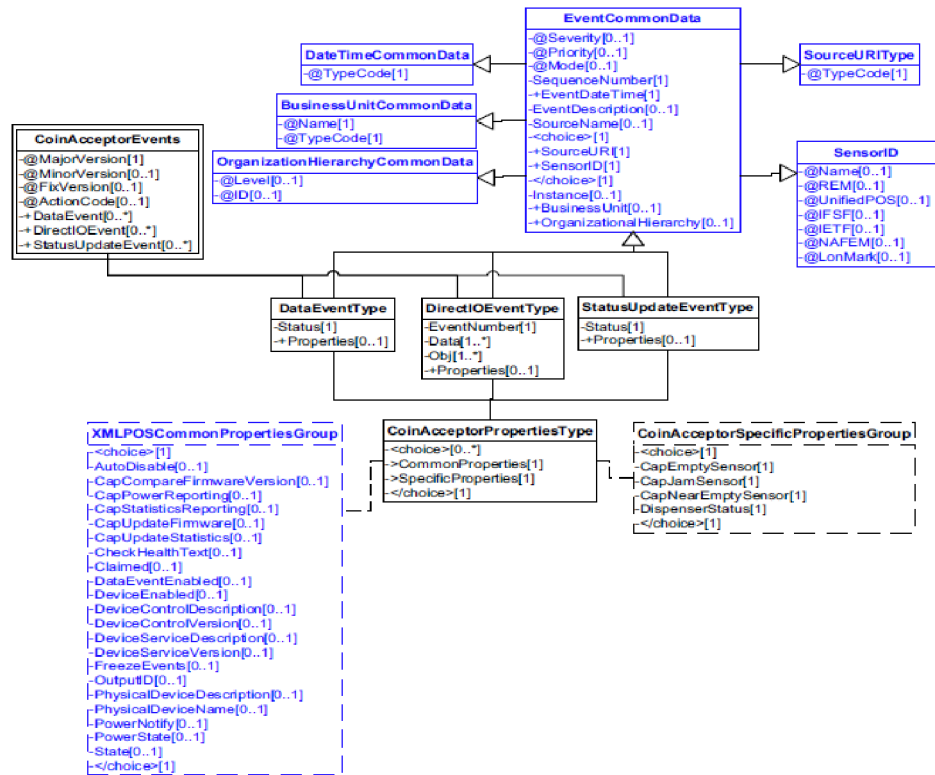 EventCommonData
-@Severity[0..1]
-@Priority[0..1]
-@Mode[0..1]
-SequenceNumber[1]
-+EventDateTime[1]
-EventDescription[0..1]
-SourceName[0..1]
-<choice>[1]
-+SourceURI[1]
-+SensorID[1]
-</choice>[1]
-Instance[0..1]
-+BusinessUnit[0..1]
-+OrganizationalHierarchy[0..1]
DateTimeCommonData
-@TypeCode[1]
BusinessUnitCommonData
-@Name[1]
-@TypeCode[1]
OrganizationHierarchyCommonData
-@Level[0..1]
-@ID[0..1]
SourceURIType
-@TypeCode[1]
SensorID
-@Name[0..1]
-@REM[0..1]
-@UnifiedPOS[0..1]
-@IFSF[0..1]
-@IETF[0..1]
-@NAFEM[0..1]
-@LonMark[0..1]
CoinAcceptorEvents
-@MajorVersion[1]
-@MinorVersion[0..1]
-@FixVersion[0..1]
-@ActionCode[0..1]
-+DataEvent[0..*]
-+DirectIOEvent[0..*]
-+StatusUpdateEvent[0..*]
DataEventType
-Status[1]
-+Properties[0..1]
DirectIOEventType
-EventNumber[1]
-Data[1..*]
-Obj[1..*]
-+Properties[0..1]
StatusUpdateEventType
-Status[1]
-+Properties[0..1]
XMLPOSCommonPropertiesGroup
-<choice>[1]
-AutoDisable[0..1]
-CapCompareFirmwareVersion[0..1]
-CapPowerReporting[0..1]
-CapStatisticsReporting[0..1]
-CapUpdateFirmware[0..1]
-CapUpdateStatistics[0..1]
-CheckHealthText[0..1]
-Claimed[0..1]
-DataEventEnabled[0..1]
-DeviceEnabled[0..1]
-DeviceControlDescription[0..1]
-DeviceControlVersion[0..1]
-DeviceServiceDescription[0..1]
-DeviceServiceVersion[0..1]
-FreezeEvents[0..1]
-OutputID[0..1]
-PhysicalDeviceDescription[0..1]
-PhysicalDeviceName[0..1]
-PowerNotify[0..1]
-PowerState[0..1]
-State[0..1]
-</choice>[1]
CoinAcceptorPropertiesType
-<choice>[0..*]
->CommonProperties[1]
->SpecificProperties[1]
-</choice>[1]
CoinAcceptorSpecificPropertiesGroup
-<choice>[1]
-CapEmptySensor[1]
-CapJamSensor[1]
-CapNearEmptySensor[1]
-DispenserStatus[1]
-</choice>[1]